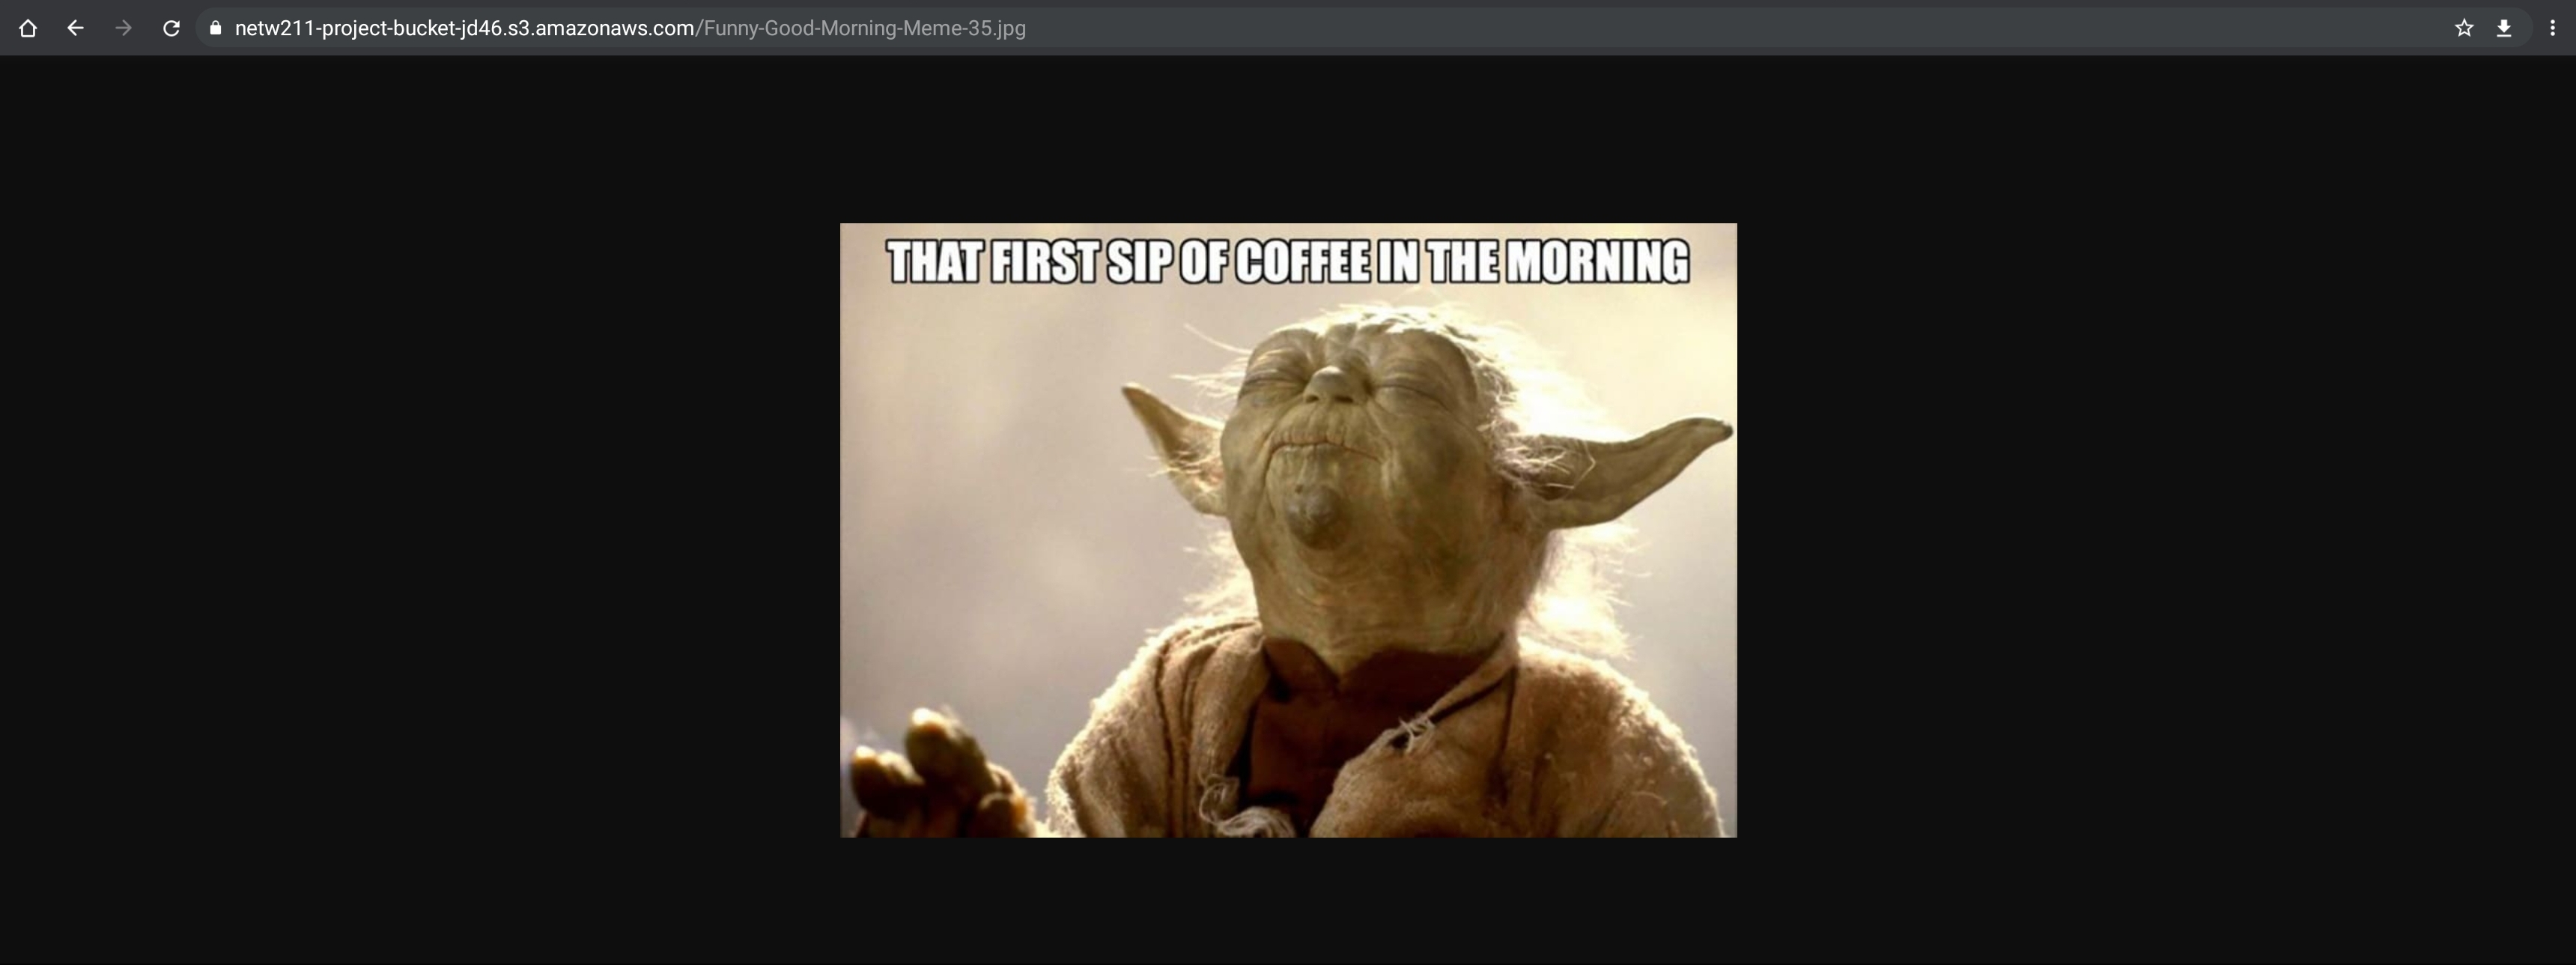 netw211-project-bucket-jd46.s3.amazonaws.com/Funny-Good-Morning-Meme-35.jpg
THAT FIRST SIP OF COFFEE IN THE MORNING